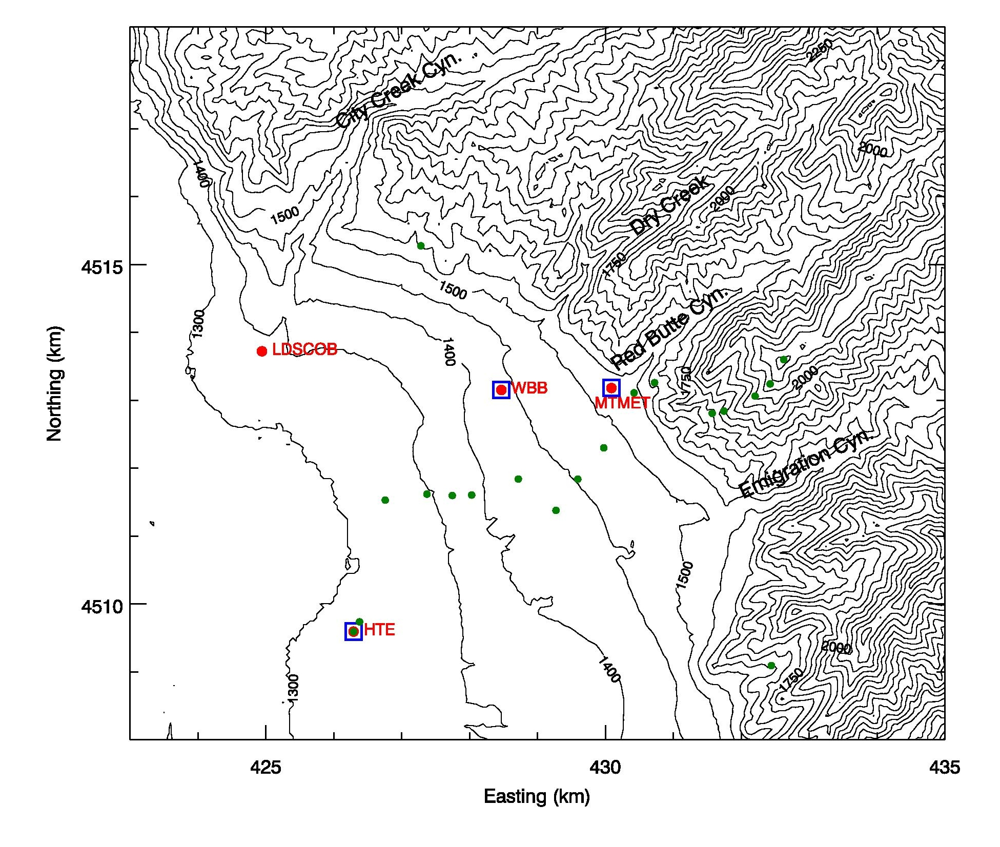 2250
City Creek Cyn.
2000
1400
Dry Creek
2000
1500
4515
1750
1500
Red Butte Cyn.
1300
LDSCOB
1400
WBB
MTMET
1750
2000
Northing (km)
Emigration Cyn.
1500
4510
HTE
2000
1400
1750
1300
425
430
435
Easting (km)